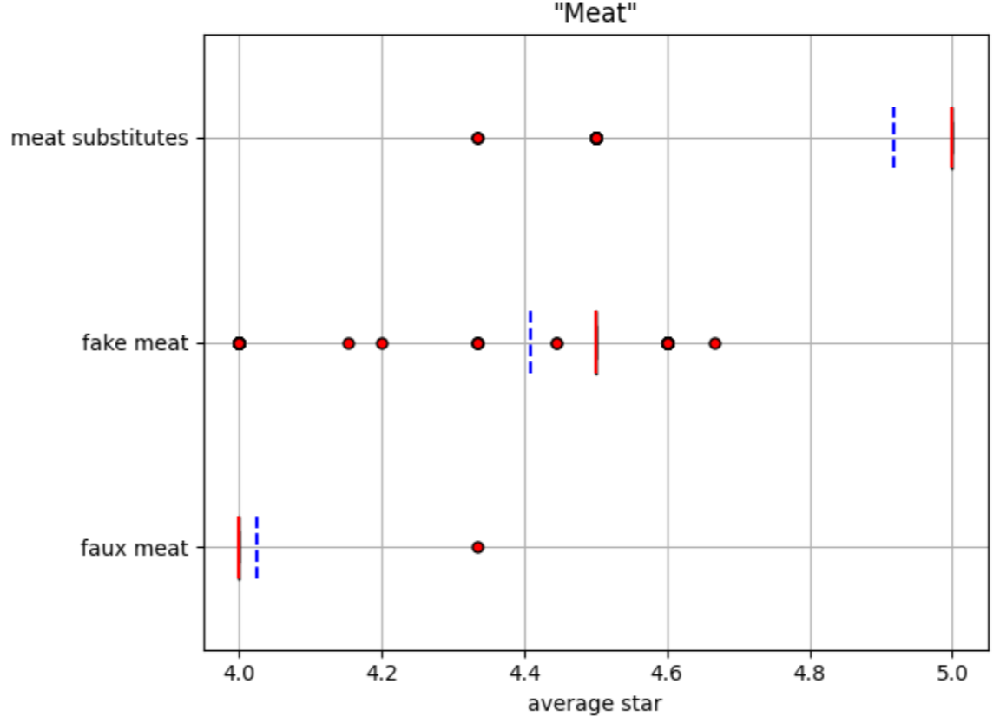 "Meat"
meat substitutes
fake meat
faux meat
4.0 4.2 4.4 4.6 4.8 5.0
average star